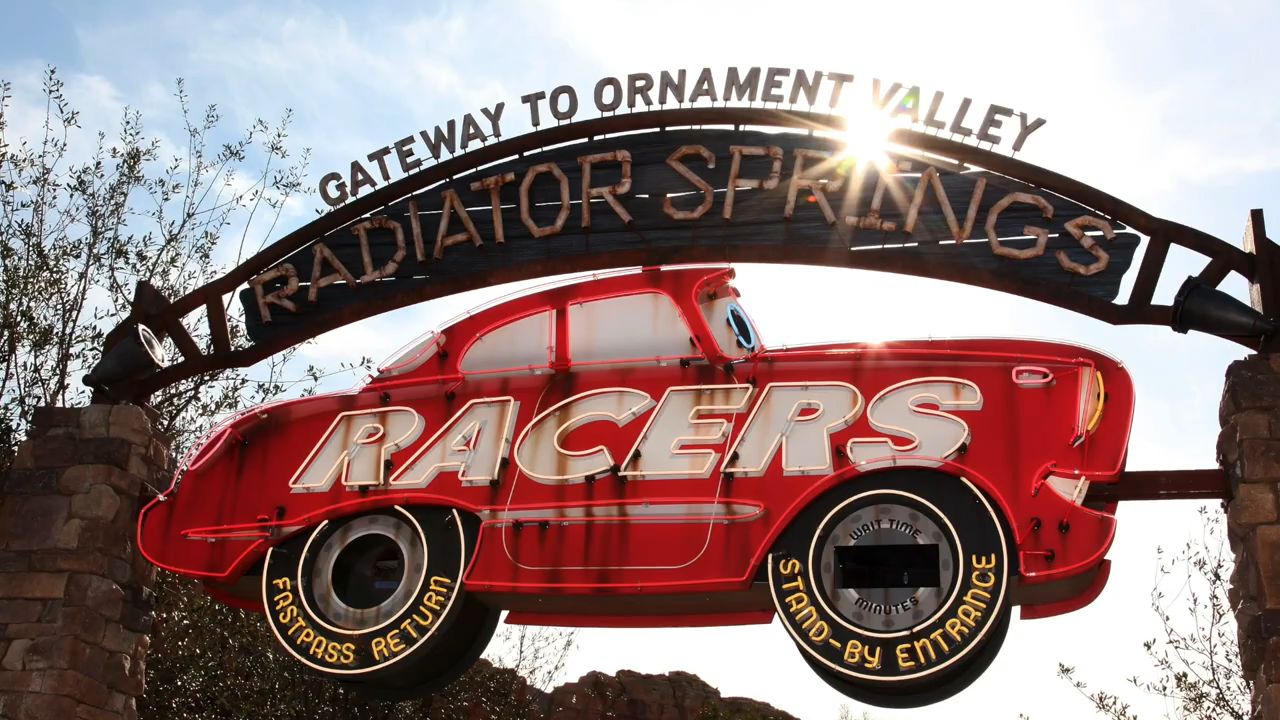 GATEWAY TO ORNAMENT VALLEY
RADIATOR SPRINGS
RACERS
FASTPASS RETURN
WAIT TIME
MINUTES
STAND-BY ENTRANCE